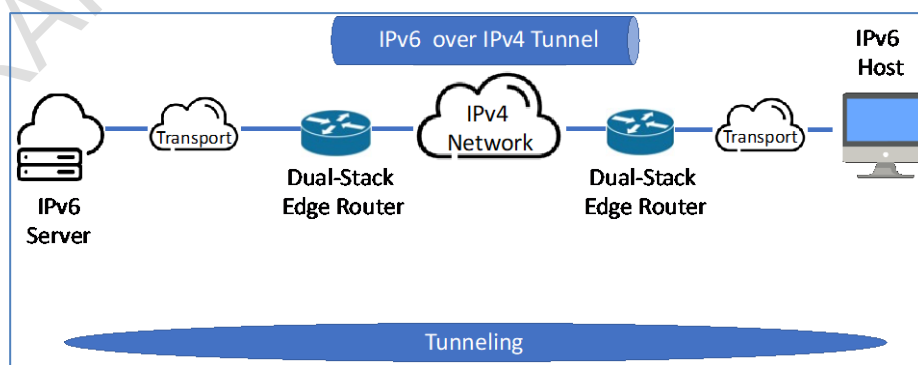 IPv6 over IPv4 Tunnel
IPv6
Host
Transport
IPv4
Network
Transport
Dual-Stack
Edge Router
Dual-Stack
Edge Router
IPv6
Server
Tunneling